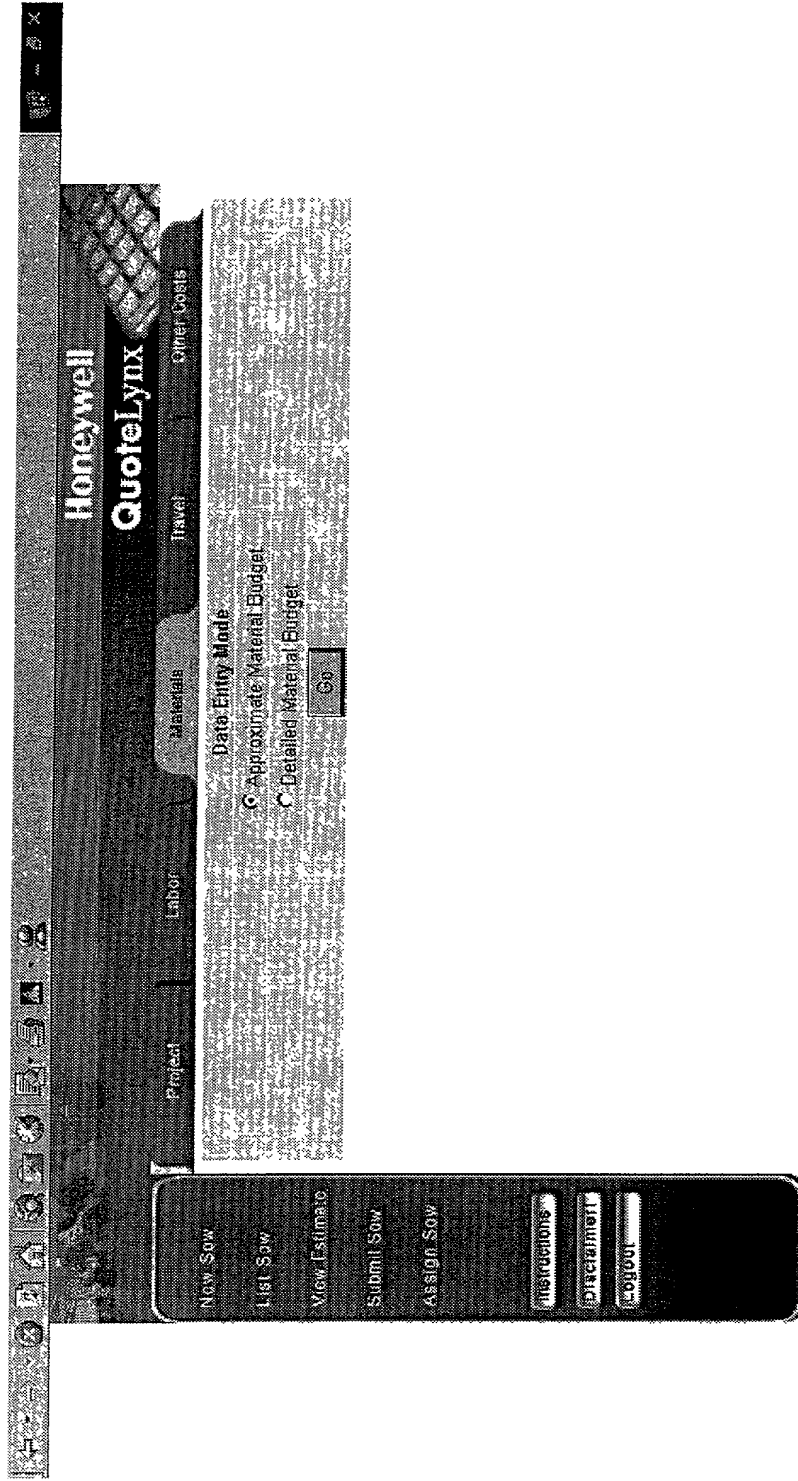 Honeywell
QuoteLynx
Project Labor Materials Travel Other Costs
New Sow
List Sow
View Estimate
Submit Sow
Assign Sow
Instructions
Disclaimer!!
Logout
Data Entry Mode
Approximate Material Budget
Detailed Material Budget
Go